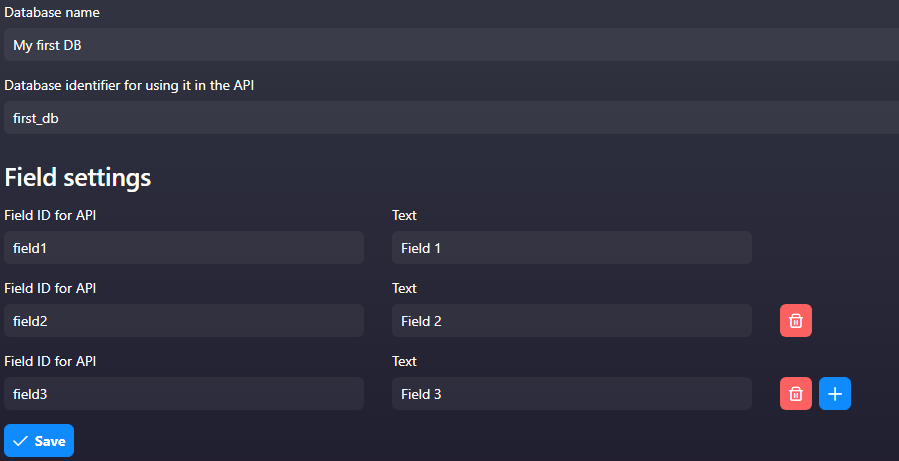 Database name
My first DB
Database identifier for using it in the API
first_db
Field settings
Field ID for API Text
field1 Field 1
Field ID for API Text
field2 Field 2
Field ID for API Text
field3 Field 3
Save